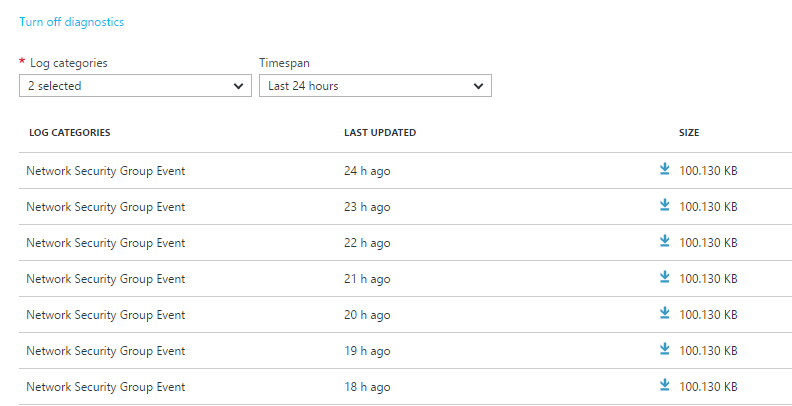 Turn off diagnostics
* Log categories Timespan
2 selected Last 24 hours
LOG CATEGORIES LAST UPDATED SIZE
Network Security Group Event 24 h ago 100.130 KB
Network Security Group Event 23 h ago 100.130 KB
Network Security Group Event 22 h ago 100.130 KB
Network Security Group Event 21 h ago 100.130 KB
Network Security Group Event 20 h ago 100.130 KB
Network Security Group Event 19 h ago 100.130 KB
Network Security Group Event 18 h ago 100.130 KB